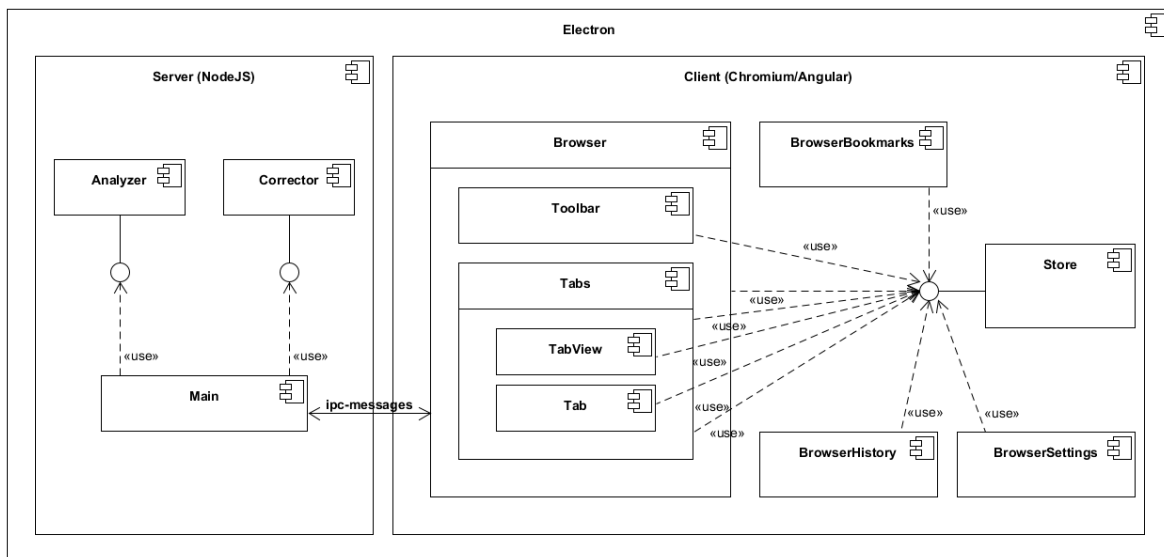 Electron
Server (NodeJS)
Client (Chromium/Angular)
Analyzer
Corrector
Browser
BrowserBookmarks
Toolbar
«use»
«use»
Tabs
Store
«use»
«use»
TabView
«use»
«use»
«use»
Main
Tab
ipc-messages
«use»
«use»
«use»
«use»
BrowserHistory
BrowserSettings